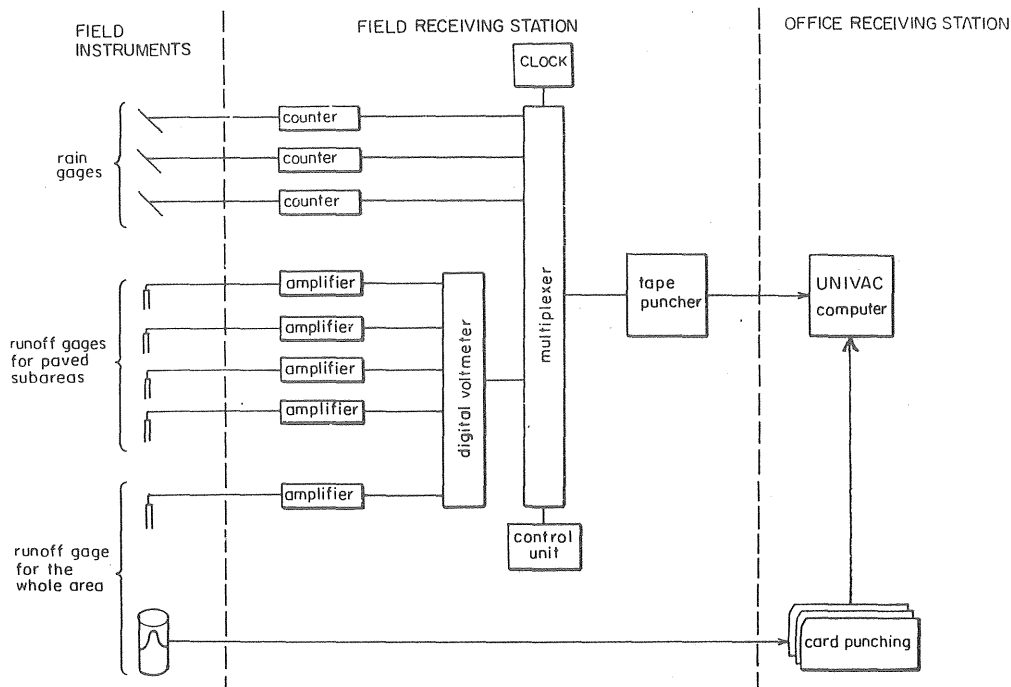 FIELD
INSTRUMENTS
FIELD RECEIVING STATION
OFFICE RECEIVING STATION
CLOCK
rain
gages
counter
counter
counter
runoff gages
for paved
subareas
amplifier
amplifier
amplifier
amplifier
digital voltmeter
multiplexer
tape
puncher
UNIVAC
computer
runoff gage
for the
whole area
amplifier
control
unit
card punching